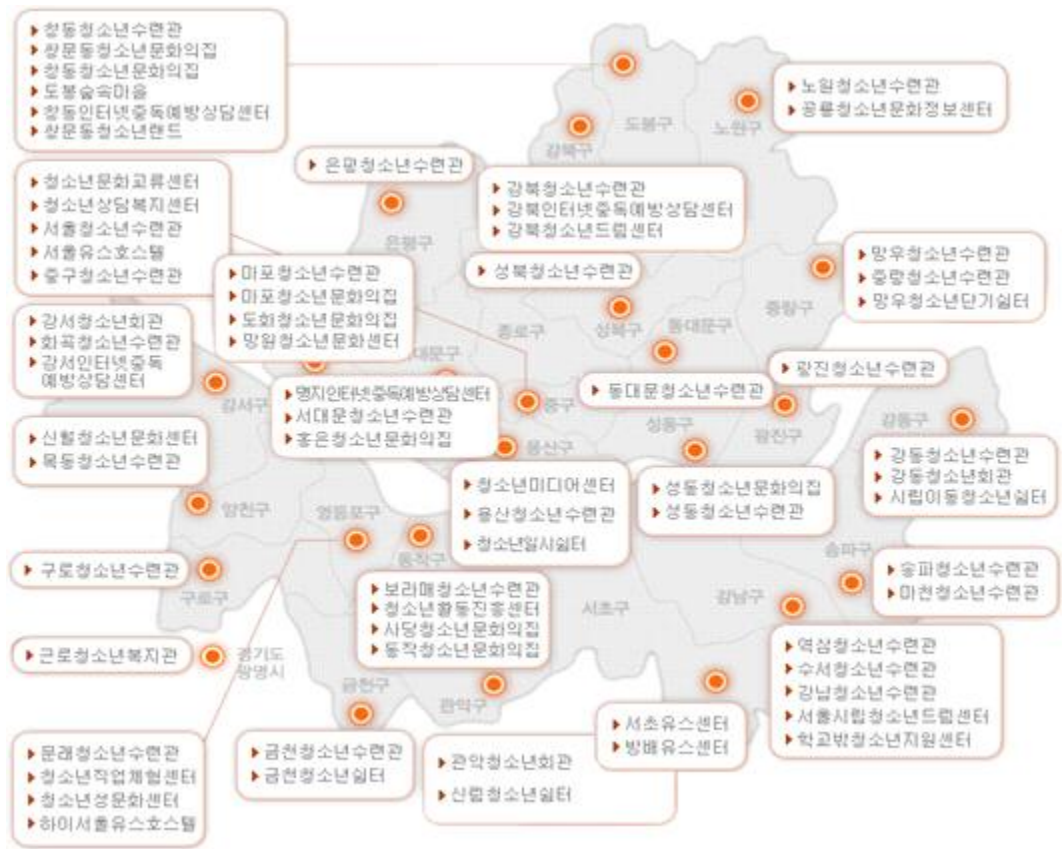 창동청소년수련관
쌍문동청소년문화의집
창동청소년문화의집
도봉숲속마을
창동인터넷중독예방상담센터
쌍문동청소년랜드
노원청소년수련관
공릉청소년문화정보센터
도봉구
노원구
강북구
은평청소년수련관
은평구
청소년문화교류센터
청소년상담복지센터
서울청소년수련관
서울유스호스텔
중구청소년수련관
강북청소년수련관
강북인터넷중독예방상담센터
강북청소년드림센터
성북청소년수련관
망우청소년수련관
중랑청소년수련관
망우청소년단기쉼터
마포청소년수련관
마포청소년문화의집
도화청소년문화의집
망원청소년문화센터
종로구
성북구
동대문구
중랑구
대문구
강서청소년회관
화곡청소년수련관
강서인터넷중독
예방상담센터
강서구
명지인터넷중독예방상담센터
서대문청소년수련관
홍은청소년문화의집
중구
동대문청소년수련관
광진청소년수련관
신월청소년문화센터
목동청소년수련관
용산구
성동구
광진구
강동구
강동청소년수련관
강동청소년회관
시립이동청소년쉼터
청소년미디어센터
용산청소년수련관
청소년일시쉼터
성동청소년문화의집
성동청소년수련관
양천구
영등포구
동작구
송파구
구로청소년수련관
구로구
보라매청소년수련관
청소년활동진흥센터
사당청소년문화의집
동작청소년문화의집
서초구
강남구
송파청소년수련관
마천청소년수련관
근로청소년복지관
경기도
광명시
금천구
관악구
역삼청소년수련관
수서청소년수련관
강남청소년수련관
서울시립청소년드림센터
학교밖청소년지원센터
서초유스센터
방배유스센터
문래청소년수련관
청소년직업체험센터
청소년성문화센터
하이서울유스호스텔
금천청소년수련관
금천청소년쉼터
관악청소년회관
신림청소년쉼터